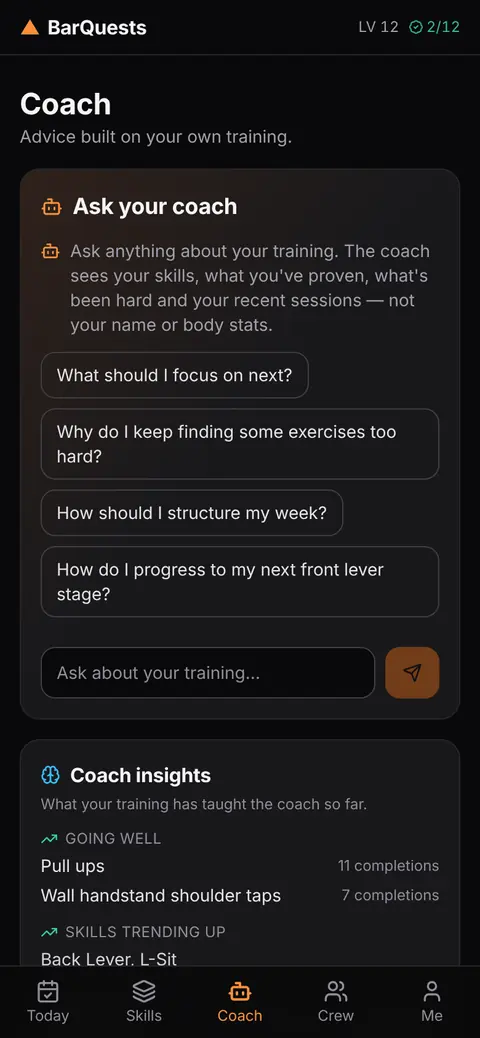 BarQuests
LV 12 2/12
Coach
Advice built on your own training.
Ask your coach
Ask anything about your training. The coach
sees your skills, what you've proven, what's
been hard and your recent sessions — not
your name or body stats.
What should I focus on next?
Why do I keep finding some exercises too
hard?
How should I structure my week?
How do I progress to my next front lever
stage?
Ask about your training...
Coach insights
What your training has taught the coach so far.
GOING WELL
Pull ups 11 completions
Wall handstand shoulder taps 7 completions
SKILLS TRENDING UP
Back Lever, L-Sit
Today Skills Coach Crew Me